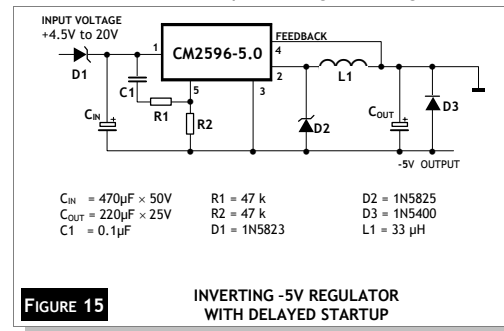 INPUT VOLTAGE
+4.5V to 20V
FEEDBACK
1
CM2596-5.0
4
2
D1
C1
5
3
L1
R1
CIN
+
R2
D2
COUT
+
D3
-5V OUTPUT
CIN = 470µF × 50V
COUT = 220µF × 25V
C1 = 0.1µF
R1 = 47 k
R2 = 47 k
D1 = 1N5823
D2 = 1N5825
D3 = 1N5400
L1 = 33 µH
FIGURE 15
INVERTING -5V REGULATOR
WITH DELAYED STARTUP